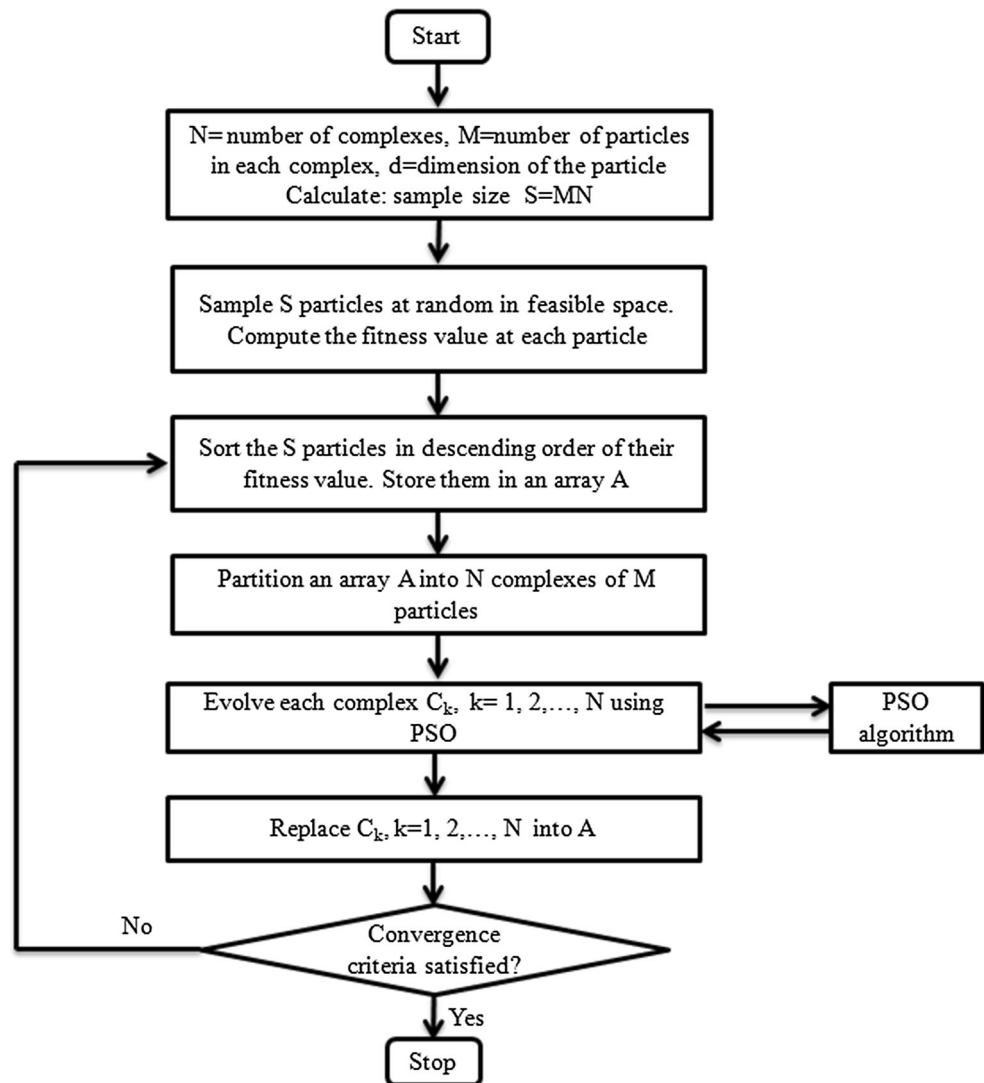 Start
N= number of complexes, M=number of particles
in each complex, d=dimension of the particle
Calculate: sample size S=MN
Sample S particles at random in feasible space.
Compute the fitness value at each particle
Sort the S particles in descending order of their
fitness value. Store them in an array A
Partition an array A into N complexes of M
particles
Evolve each complex Cₖ, k= 1, 2,…, N using
PSO
PSO
algorithm
Replace Cₖ, k=1, 2,…, N into A
No
Convergence
criteria satisfied?
Yes
Stop